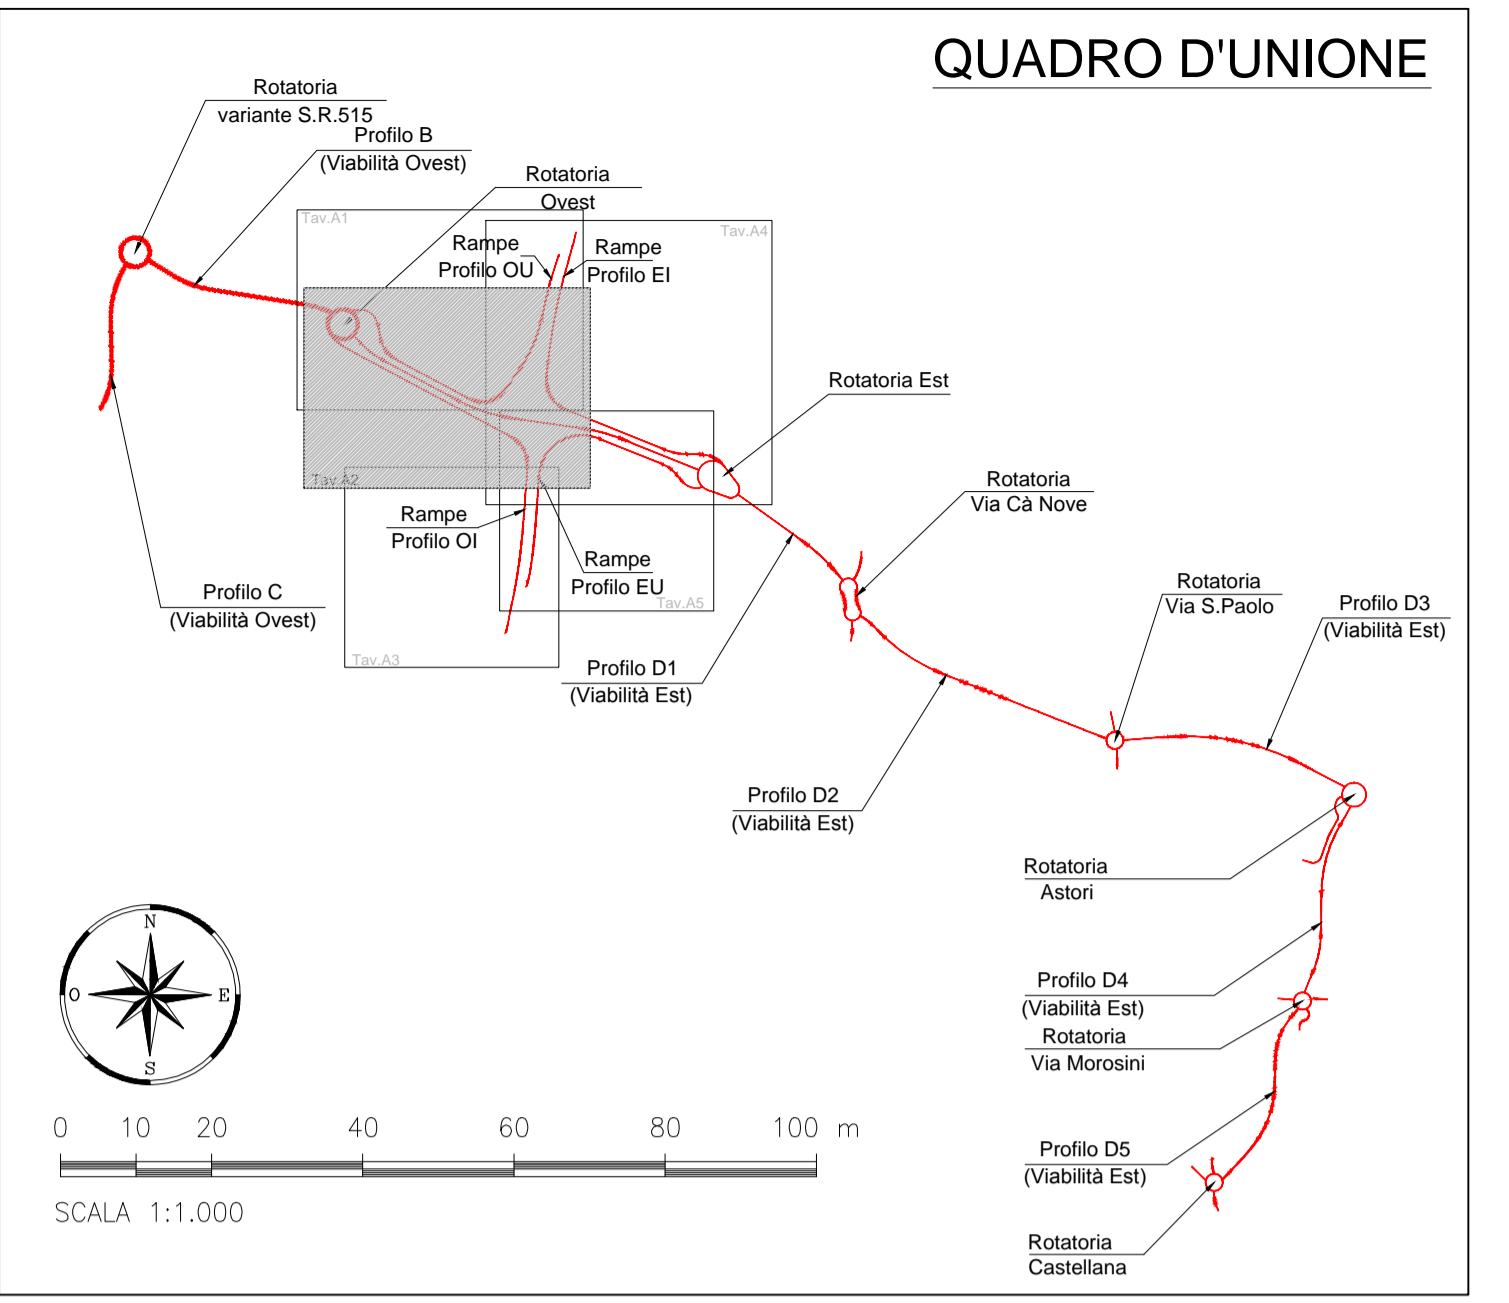 QUADRO D'UNIONE
Rotatoria
variante S.R.515
Profilo B
(Viabilità Ovest)
Rotatoria
Ovest
Tav.A1
Tav.A4
Rampe
Profilo OU
Rampe
Profilo EI
Rotatoria Est
Tav.A2
Rotatoria
Via Cà Nove
Rampe
Profilo OI
Rampe
Profilo EU
Tav.A5
Profilo C
(Viabilità Ovest)
Tav.A3
Rotatoria
Via S.Paolo
Profilo D3
(Viabilità Est)
Profilo D1
(Viabilità Est)
Profilo D2
(Viabilità Est)
Rotatoria
Astori
Profilo D4
(Viabilità Est)
Rotatoria
Via Morosini
Profilo D5
(Viabilità Est)
Rotatoria
Castellana
N
O
E
S
0 10 20 40 60 80 100 m
SCALA 1:1.000